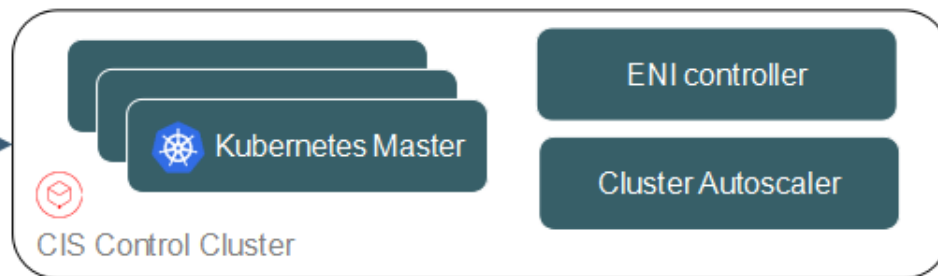 Kubernetes Master
ENI controller
Cluster Autoscaler
CIS Control Cluster